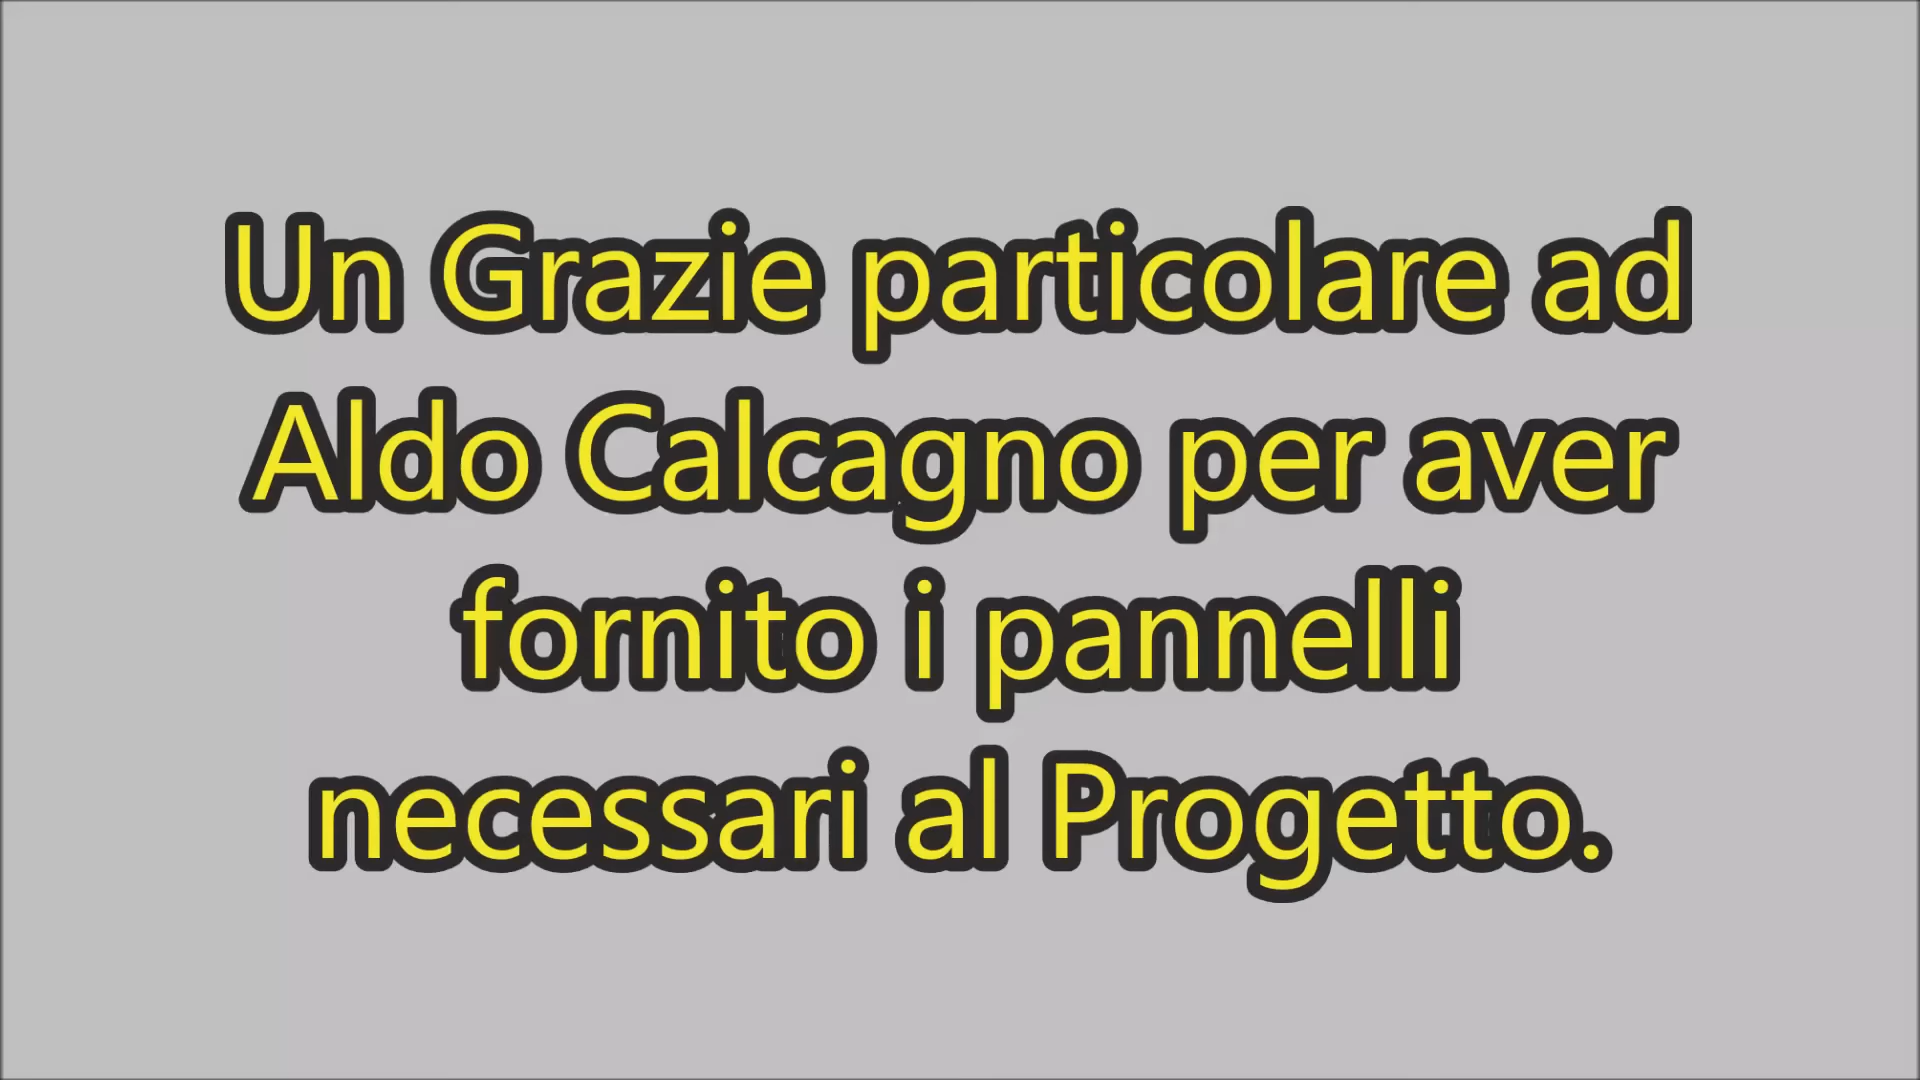 Un Grazie particolare ad
Aldo Calcagno per aver
fornito i pannelli
necessari al Progetto.